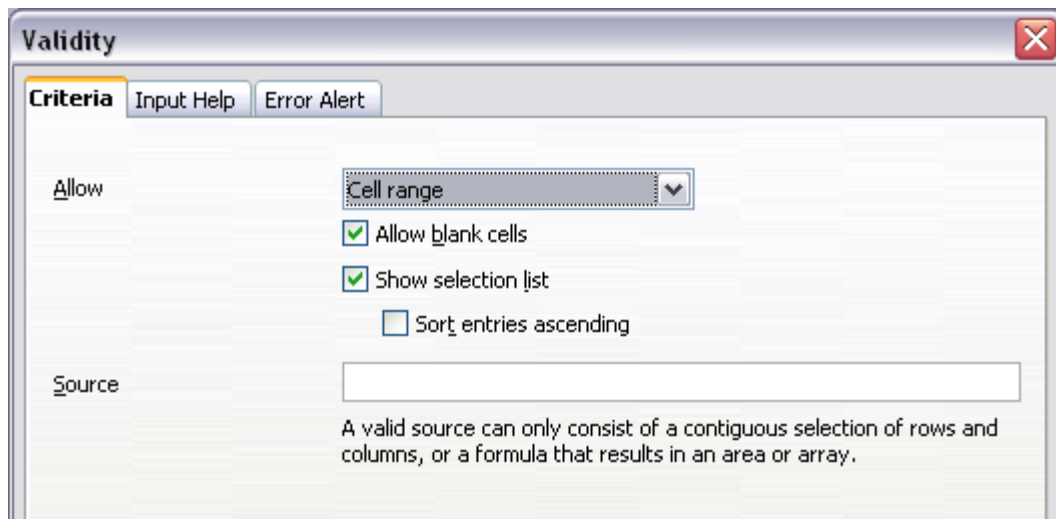 Validity
Criteria
Input Help
Error Alert
Allow
Cell range
Allow blank cells
Show selection list
Sort entries ascending
Source
A valid source can only consist of a contiguous selection of rows and
columns, or a formula that results in an area or array.